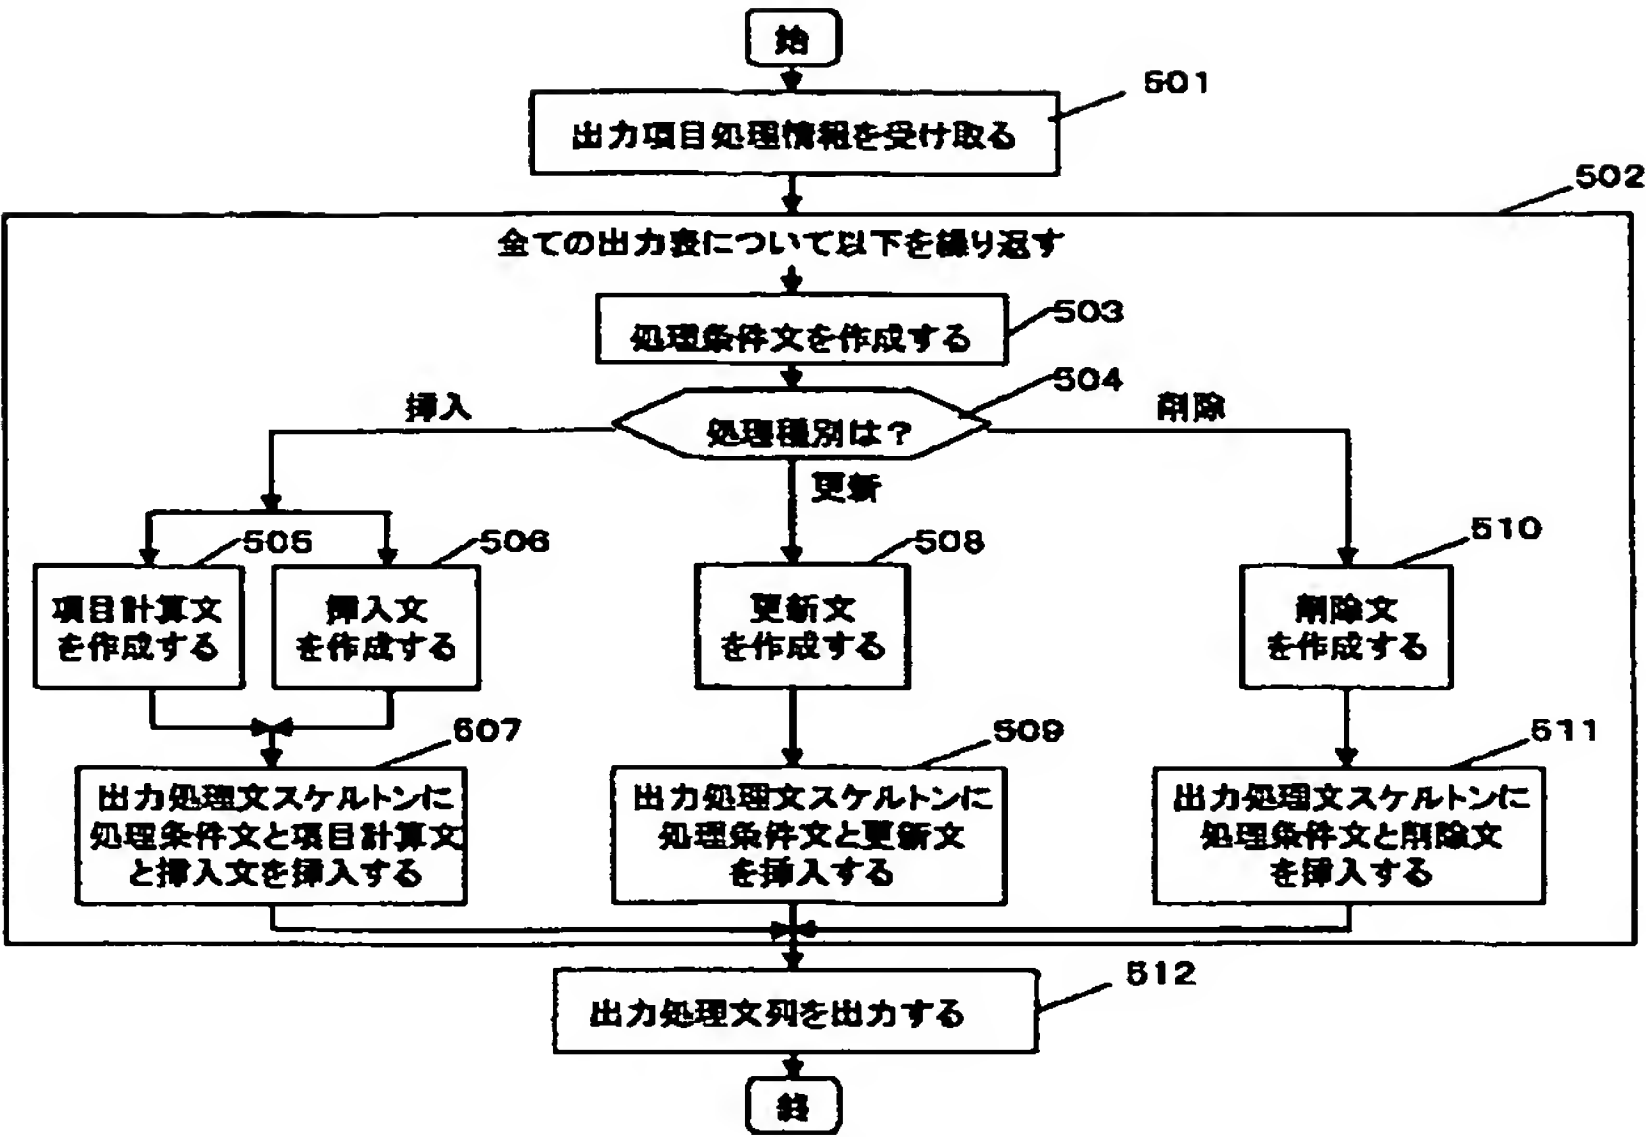 始
501
出力項目処理情報を受け取る
502
全ての出力表について以下を繰り返す
503
処理条件文を作成する
504
処理種別は？
挿入
更新
削除
505
項目計算文
を作成する
506
挿入文
を作成する
508
更新文
を作成する
510
削除文
を作成する
507
出力処理文スケルトンに
処理条件文と項目計算文
と挿入文を挿入する
509
出力処理文スケルトンに
処理条件文と更新文
を挿入する
511
出力処理文スケルトンに
処理条件文と削除文
を挿入する
512
出力処理文列を出力する
終